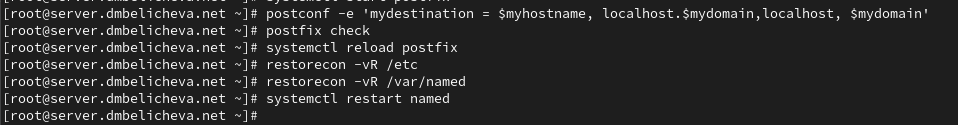 [root@server.dmbelicheva.net ~]# postconf -e 'mydestination = $myhostname, localhost.$mydomain,localhost, $mydomain'
[root@server.dmbelicheva.net ~]# postfix check
[root@server.dmbelicheva.net ~]# systemctl reload postfix
[root@server.dmbelicheva.net ~]# restorecon -vR /etc
[root@server.dmbelicheva.net ~]# restorecon -vR /var/named
[root@server.dmbelicheva.net ~]# systemctl restart named
[root@server.dmbelicheva.net ~]#